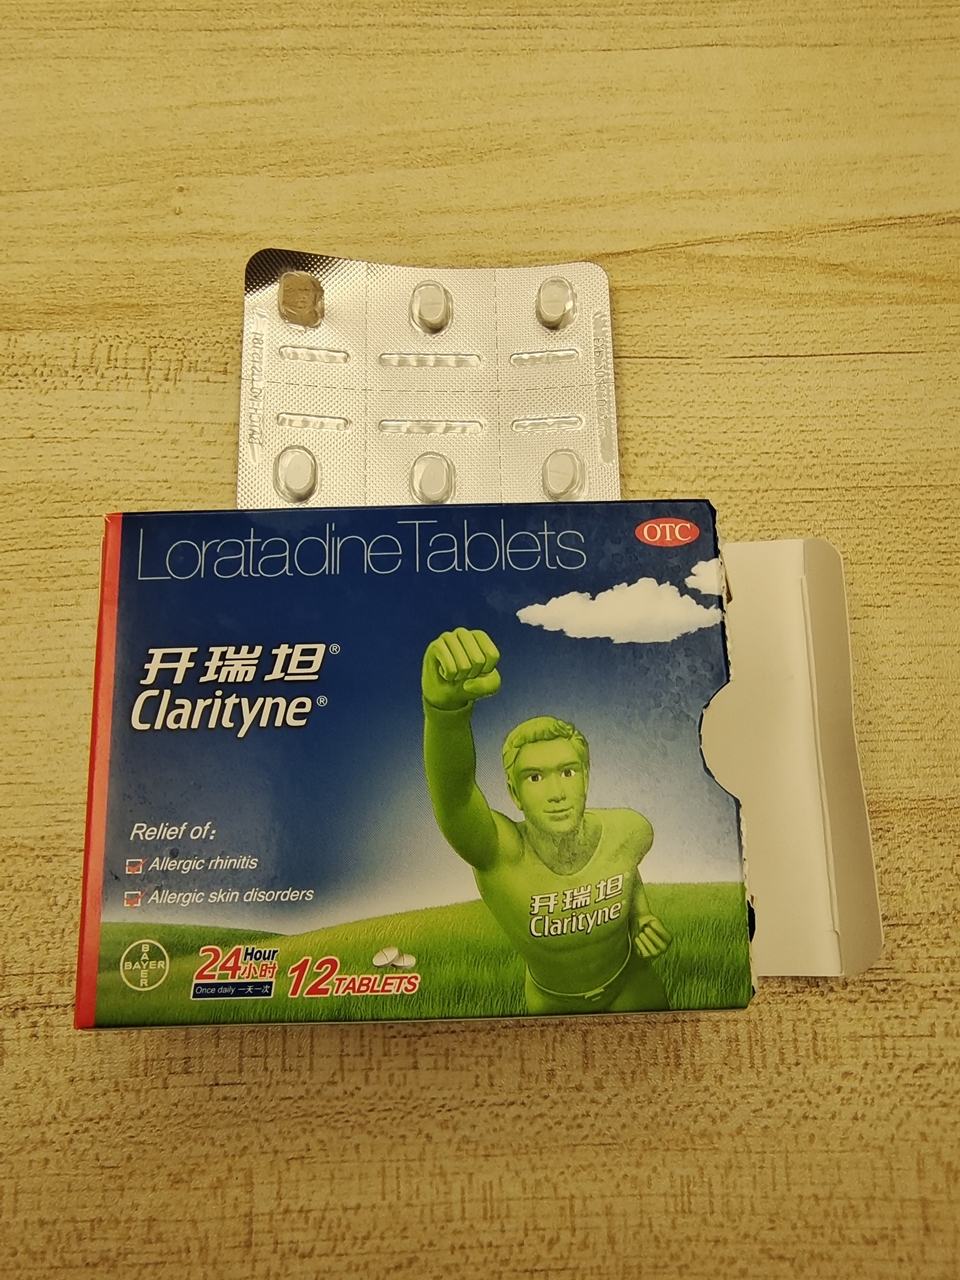 Loratadine Tablets
OTC
开瑞坦®
Clarityne®
Relief of:
Allergic rhinitis
Allergic skin disorders
开瑞坦
Clarityne
BAYER
BAYER
24 Hour
小时
Once daily 一天一次
12 TABLETS